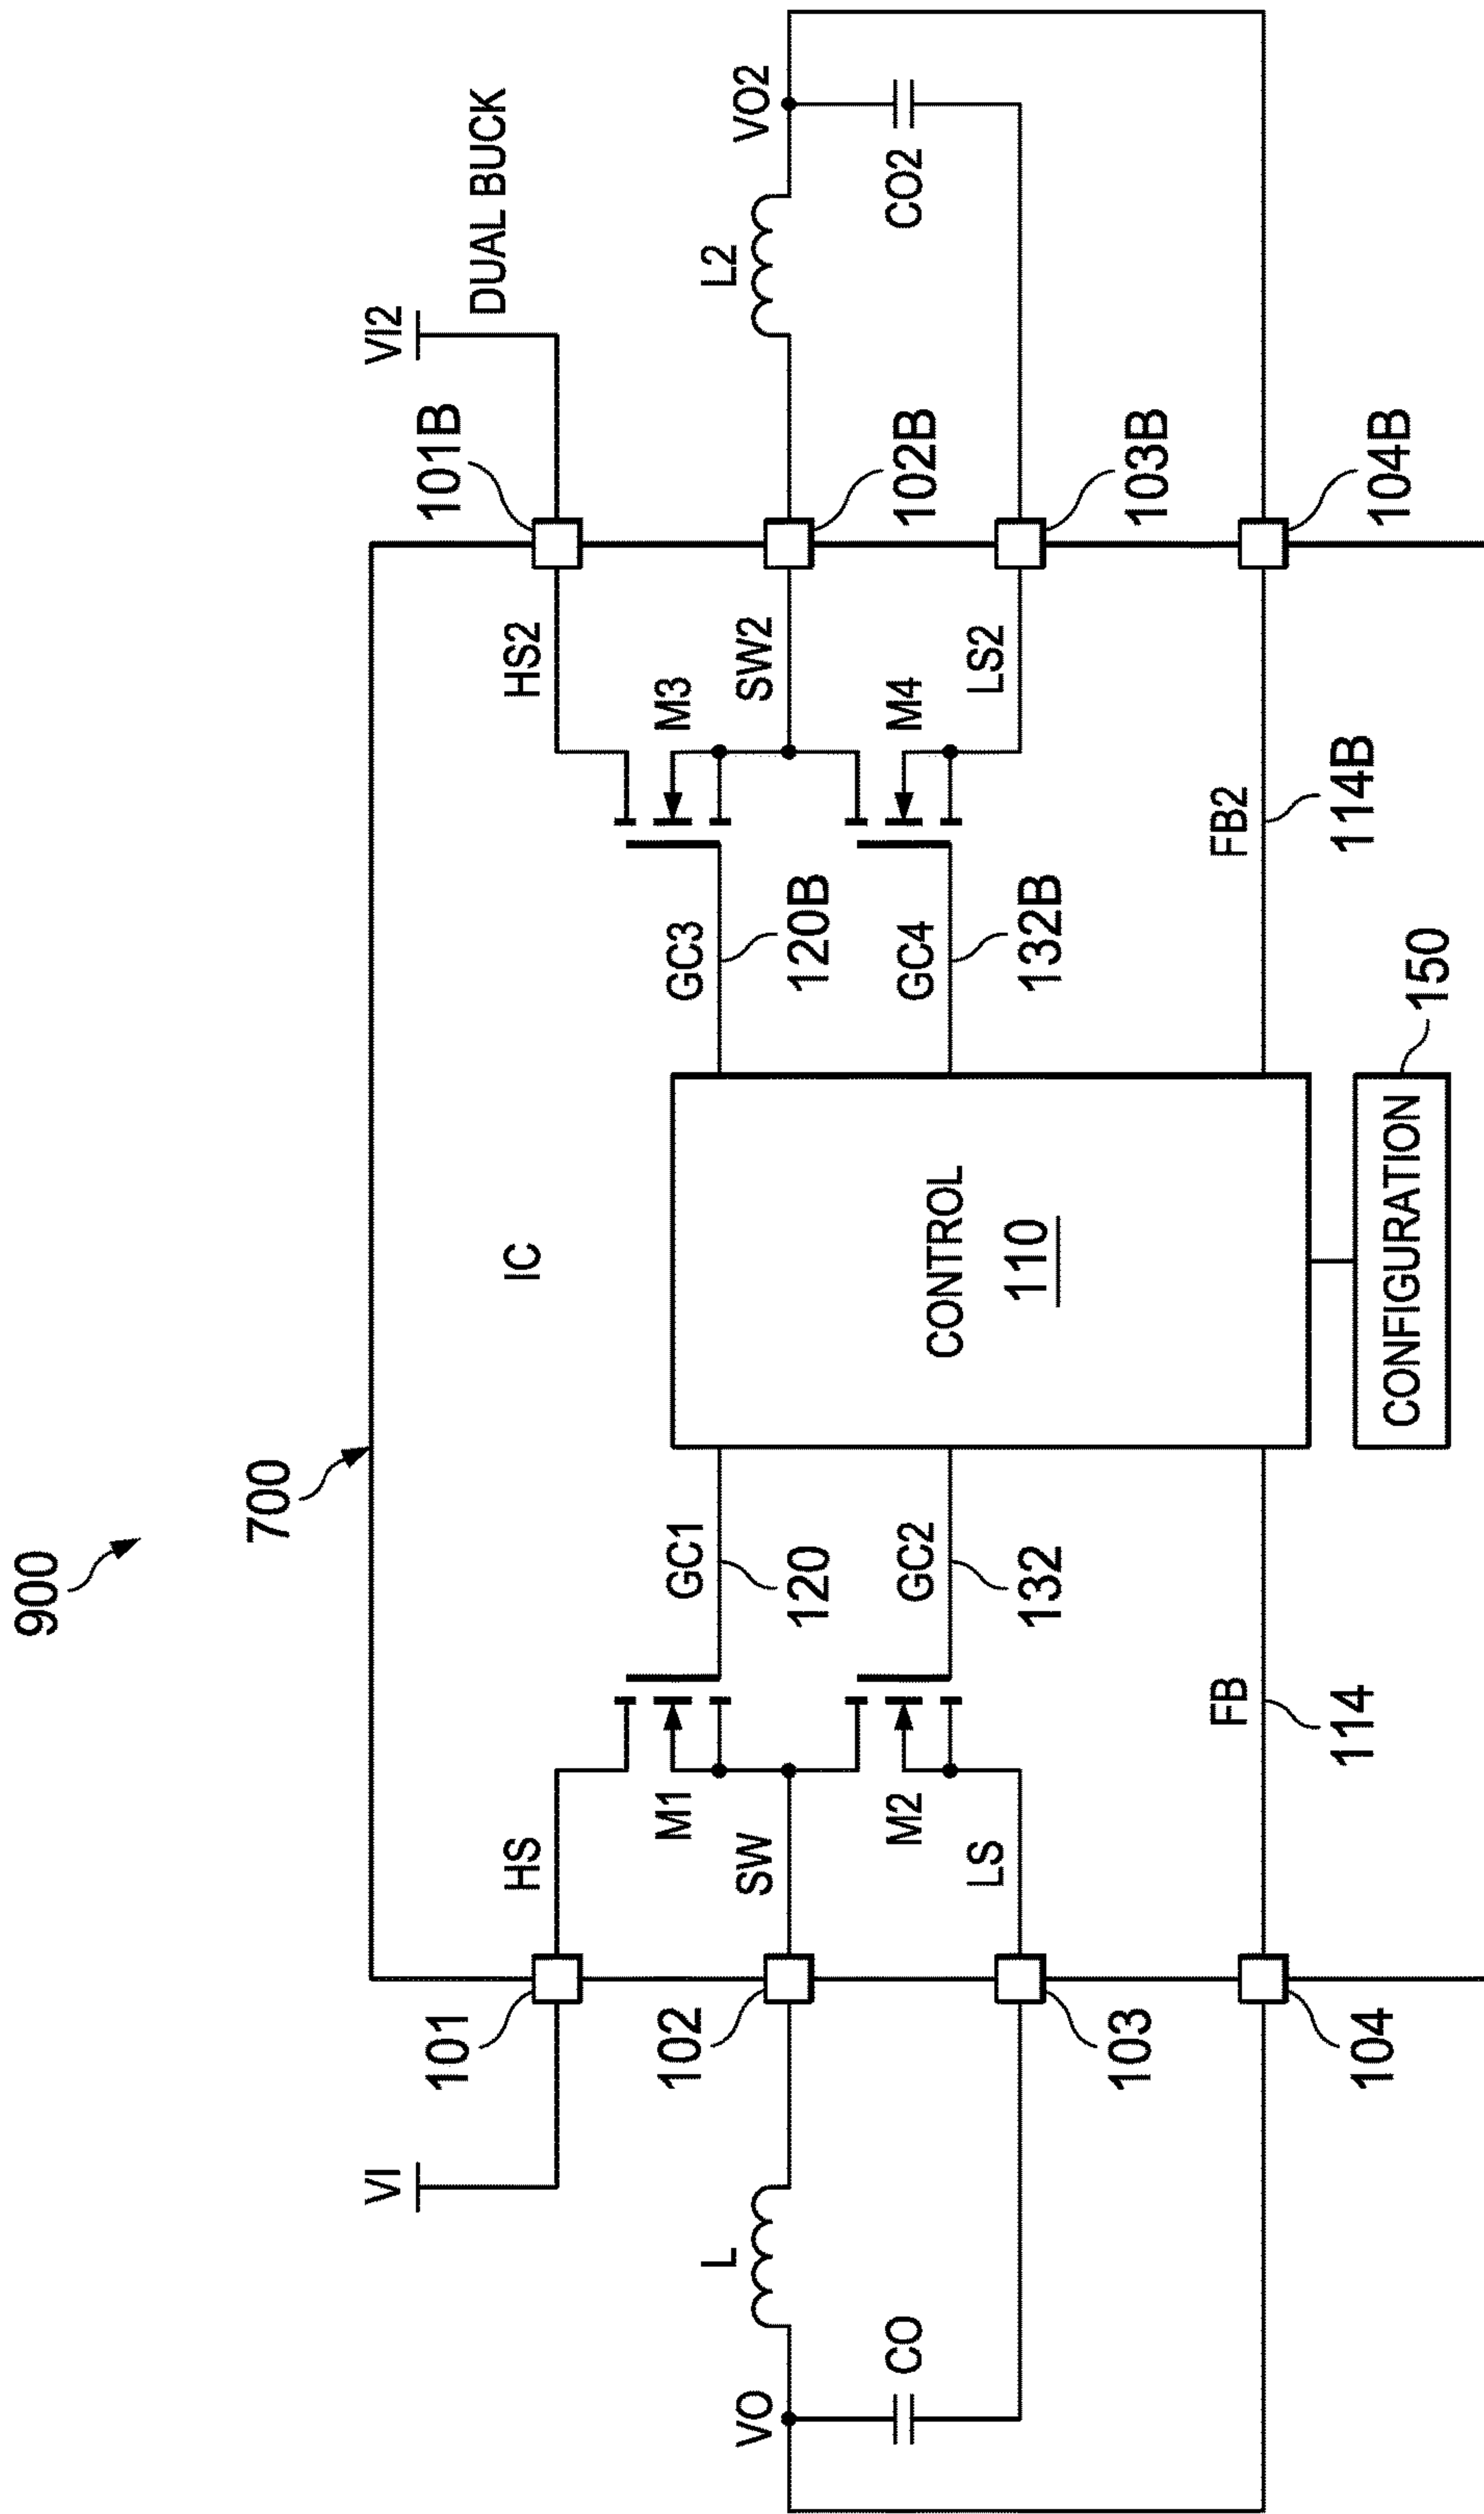 900
700
VI
VI2
DUAL BUCK
101
HS
IC
HS2
101B
M1
GC1
GC3
M3
120
120B
L
102
SW
SW2
102B
L2
VO
VO2
CO
M2
GC2
CONTROL
110
GC4
M4
CO2
132
132B
103
LS
LS2
103B
FB
FB2
114
114B
104
104B
CONFIGURATION
150